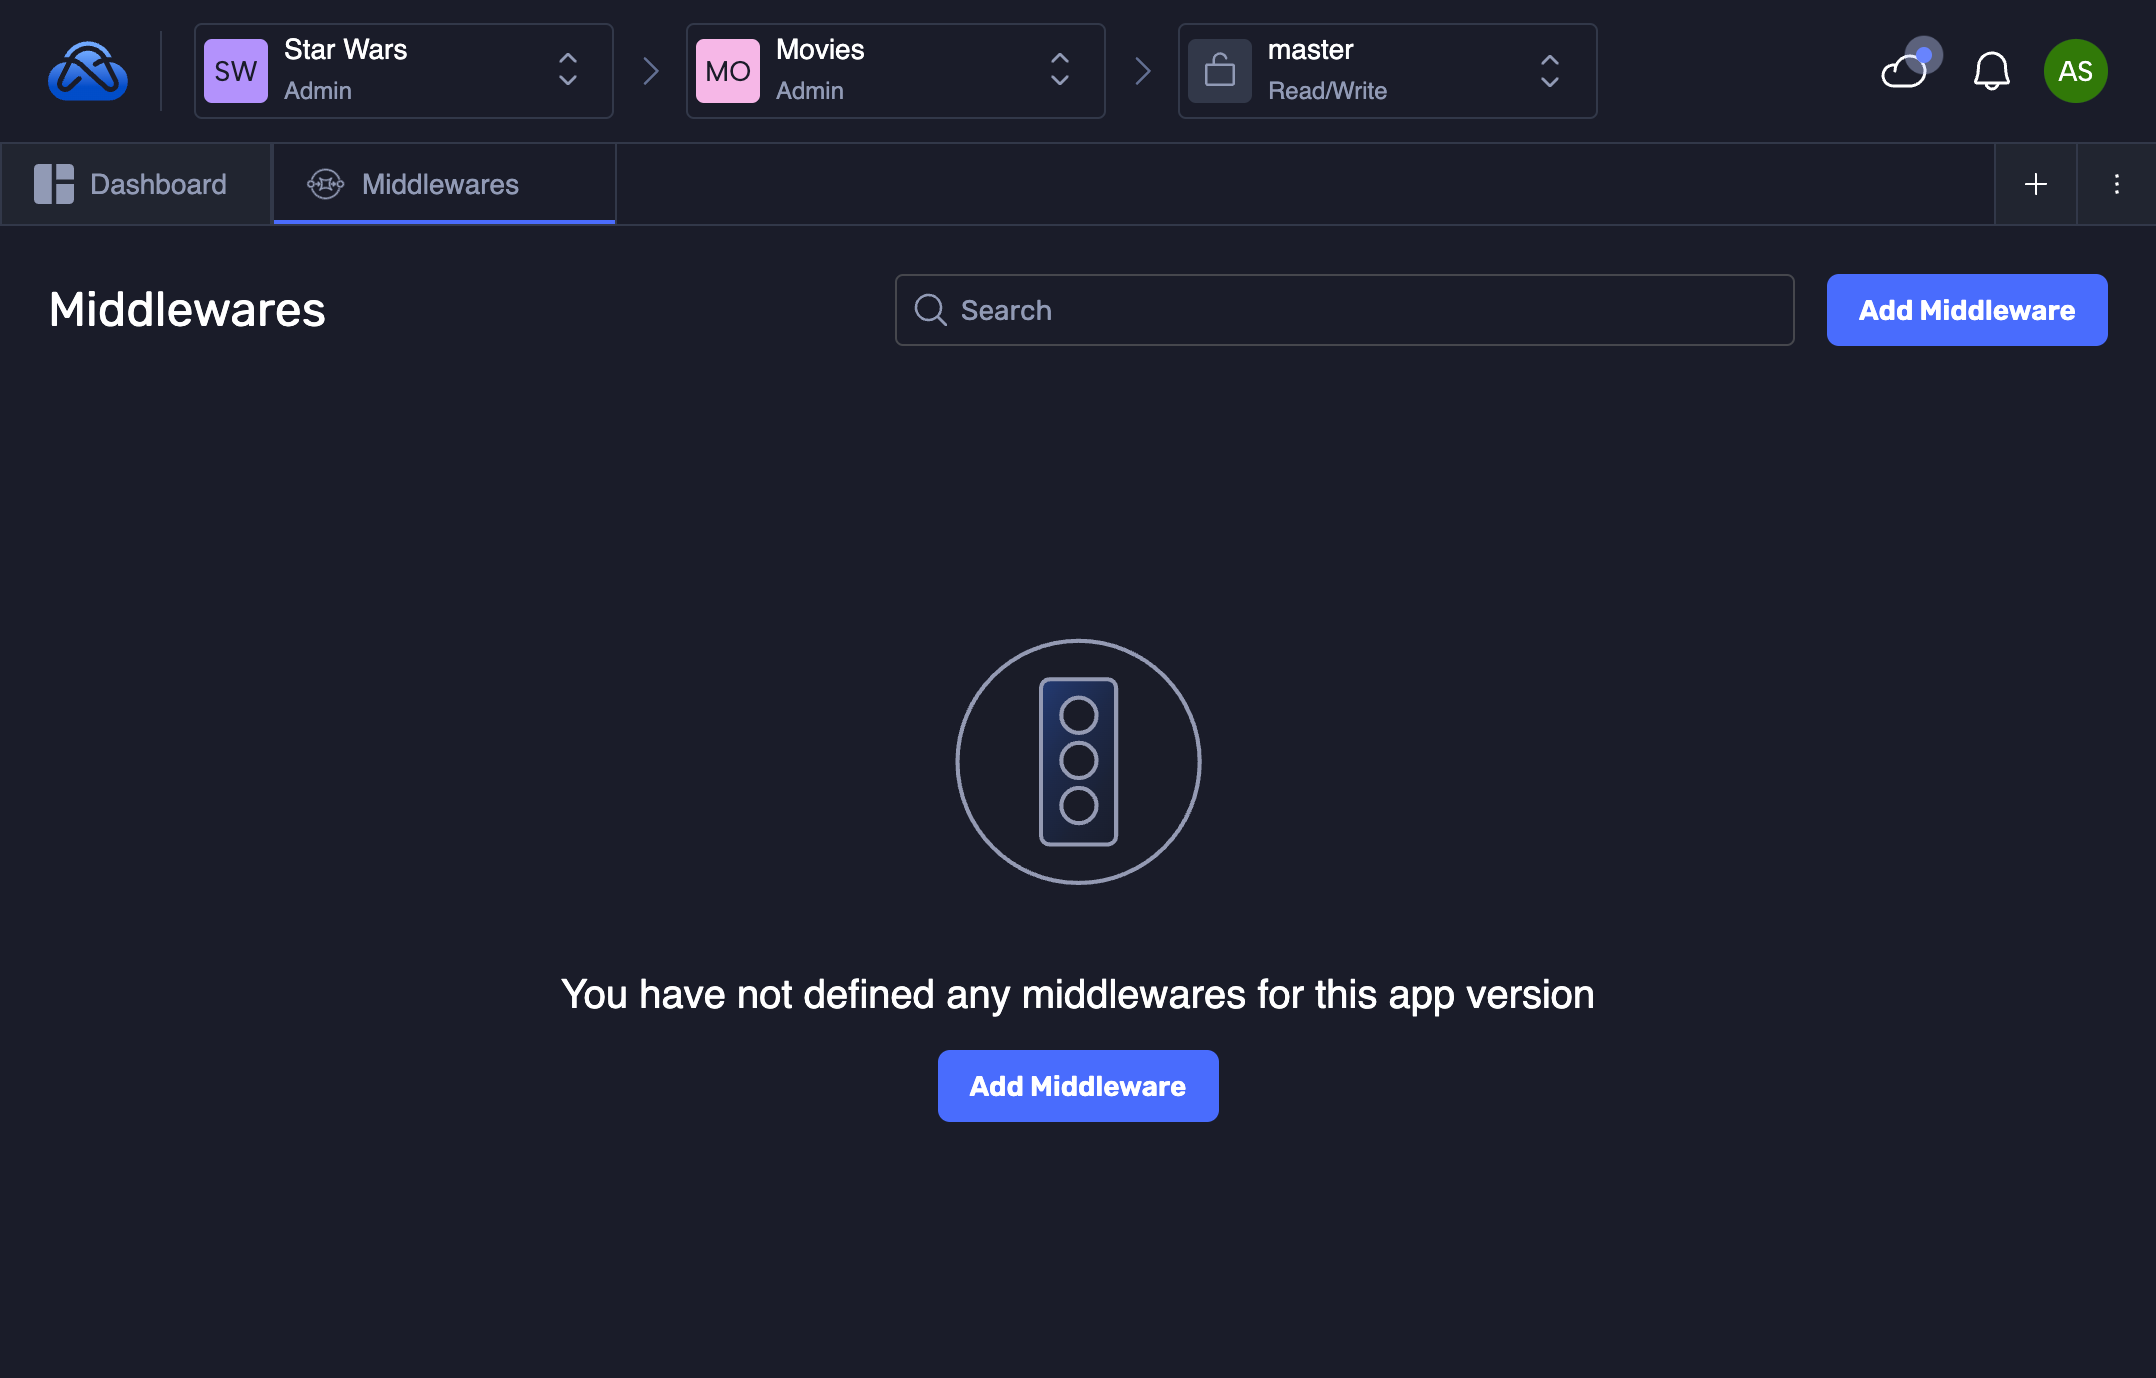 SW
Star Wars
Admin
MO
Movies
Admin
master
Read/Write
AS
Dashboard
Middlewares
Middlewares
Search
Add Middleware
You have not defined any middlewares for this app version
Add Middleware